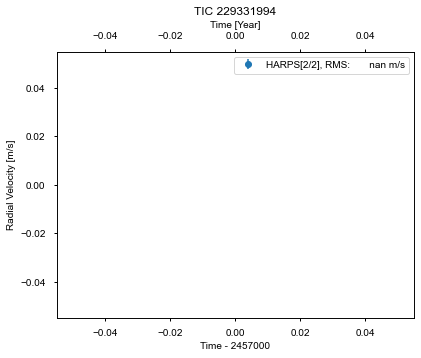 TIC 229331994
Time [Year]
−0.04 −0.02 0.00 0.02 0.04
HARPS[2/2], RMS: nan m/s
0.04
0.02
0.00
−0.02
−0.04
Radial Velocity [m/s]
−0.04 −0.02 0.00 0.02 0.04
Time - 2457000